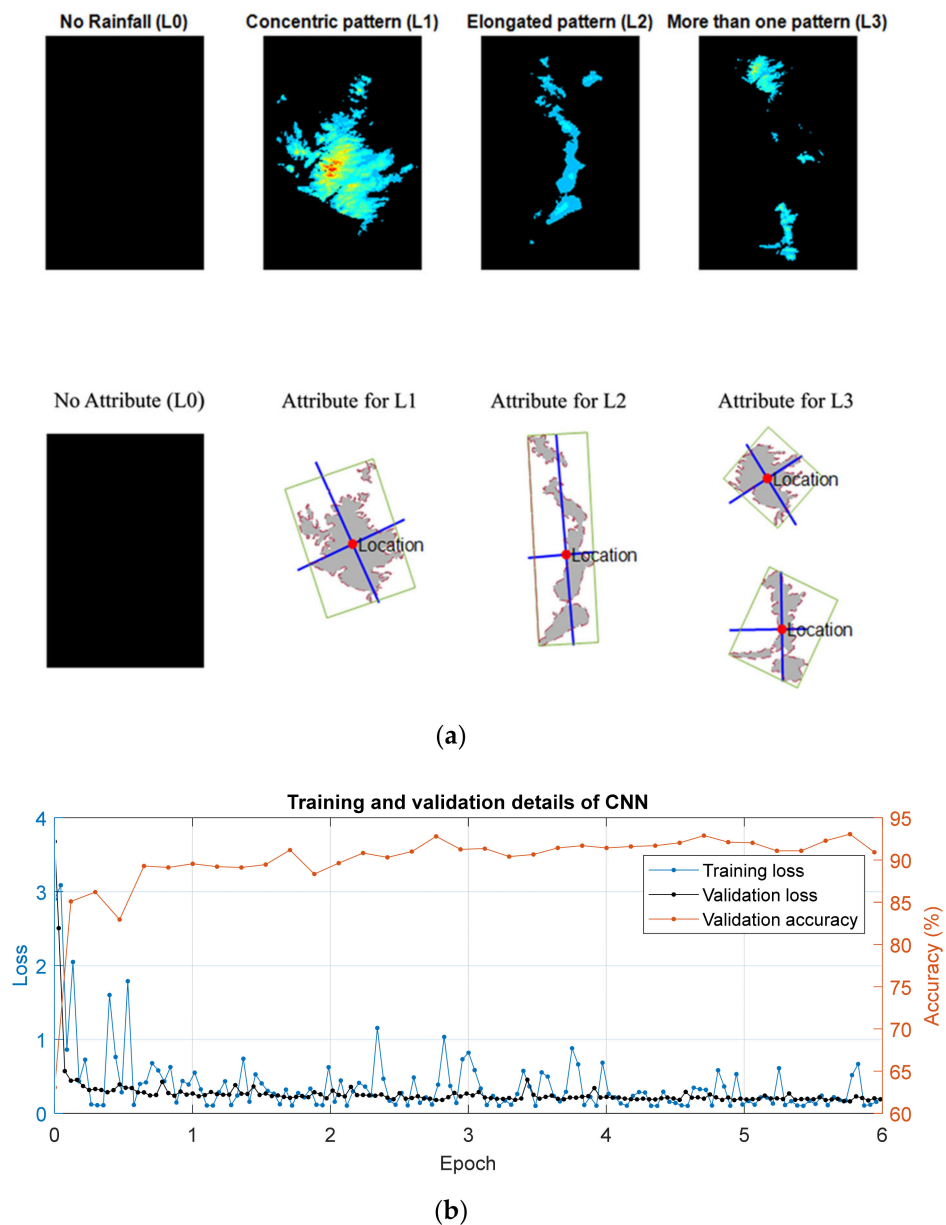 No Rainfall (L0)
Concentric pattern (L1)
Elongated pattern (L2)
More than one pattern (L3)
No Attribute (L0)
Attribute for L1
Attribute for L2
Attribute for L3
Location
Location
Location
Location
(a)
Training and validation details of CNN
4
3
2
1
0
Loss
95
90
85
80
75
70
65
60
Accuracy (%)
Training loss
Validation loss
Validation accuracy
0 1 2 3 4 5 6
Epoch
(b)